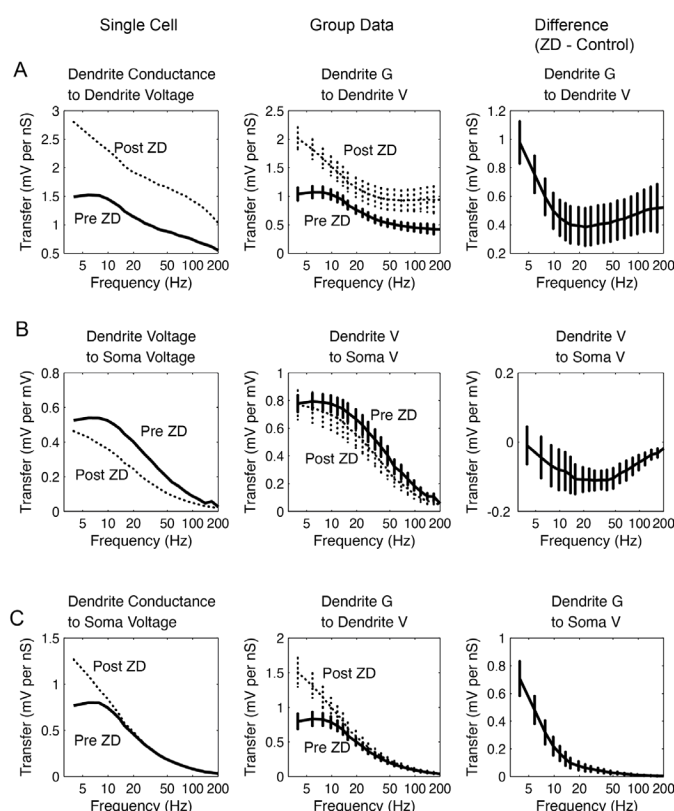 Single Cell
Group Data
Difference
(ZD - Control)
A
Dendrite Conductance
to Dendrite Voltage
Transfer (mV per nS)
3
2.5
2
1.5
1
0.5
Post ZD
Pre ZD
5 10 20 50 100 200
Frequency (Hz)
Dendrite G
to Dendrite V
Transfer (mV per nS)
2.5
2
1.5
1
0.5
0
Post ZD
Pre ZD
5 10 20 50 100 200
Frequency (Hz)
Dendrite G
to Dendrite V
Transfer (mV per nS)
1.2
1
0.8
0.6
0.4
0.2
5 10 20 50 100 200
Frequency (Hz)
B
Dendrite Voltage
to Soma Voltage
Transfer (mV per mV)
0.8
0.6
0.4
0.2
0
Pre ZD
Post ZD
5 10 20 50 100 200
Frequency (Hz)
Dendrite V
to Soma V
Transfer (mV per mV)
1
0.8
0.6
0.4
0.2
0
Pre ZD
Post ZD
5 10 20 50 100 200
Frequency (Hz)
Dendrite V
to Soma V
Transfer (mV per mV)
0.2
0
-0.2
5 10 20 50 100 200
Frequency (Hz)
C
Dendrite Conductance
to Soma Voltage
Transfer (mV per nS)
1.5
1
0.5
0
Post ZD
Pre ZD
5 10 20 50 100 200
Frequency (Hz)
Dendrite G
to Dendrite V
Transfer (mV per nS)
2
1.5
1
0.5
0
Post ZD
Pre ZD
5 10 20 50 100 200
Frequency (Hz)
Dendrite G
to Soma V
Transfer (mV per nS)
1
0.8
0.6
0.4
0.2
0
5 10 20 50 100 200
Frequency (Hz)